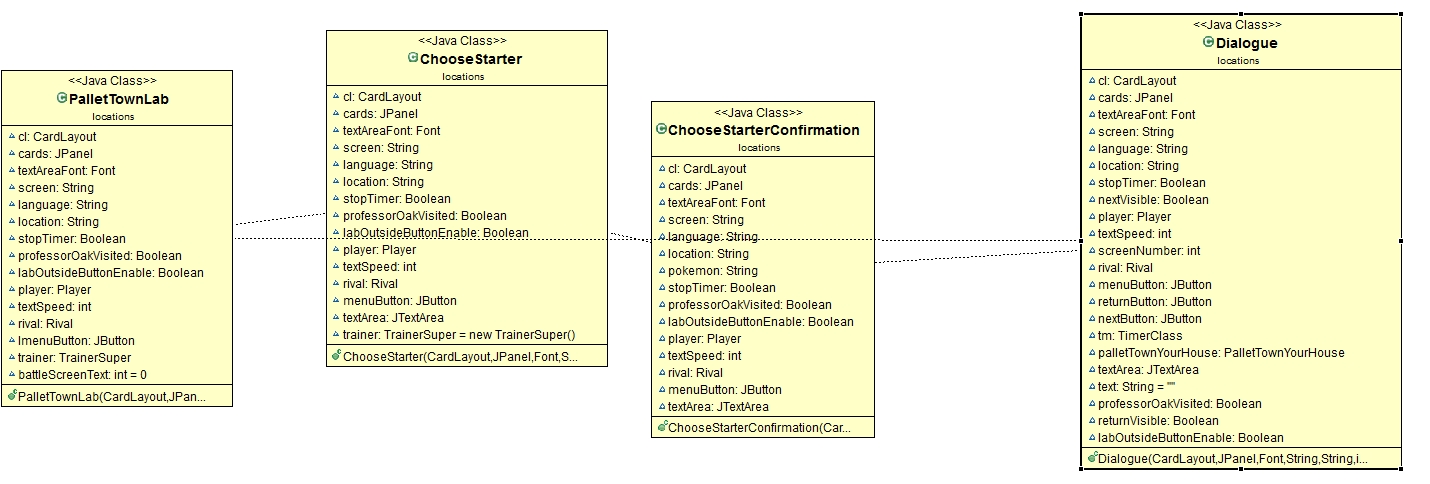 <<Java Class>>
PalletTownLab
locations
cl: CardLayout
cards: JPanel
textAreaFont: Font
screen: String
language: String
location: String
stopTimer: Boolean
professorOakVisited: Boolean
labOutsideButtonEnable: Boolean
player: Player
textSpeed: int
rival: Rival
lmenuButton: JButton
trainer: TrainerSuper
battleScreenText: int = 0
PalletTownLab(CardLayout,JPan...
<<Java Class>>
ChooseStarter
locations
cl: CardLayout
cards: JPanel
textAreaFont: Font
screen: String
language: String
location: String
stopTimer: Boolean
professorOakVisited: Boolean
labOutsideButtonEnable: Boolean
player: Player
textSpeed: int
rival: Rival
menuButton: JButton
textArea: JTextArea
trainer: TrainerSuper = new TrainerSuper()
ChooseStarter(CardLayout,JPanel,Font,S...
<<Java Class>>
ChooseStarterConfirmation
locations
cl: CardLayout
cards: JPanel
textAreaFont: Font
screen: String
language: String
location: String
pokemon: String
stopTimer: Boolean
professorOakVisited: Boolean
labOutsideButtonEnable: Boolean
player: Player
textSpeed: int
rival: Rival
menuButton: JButton
textArea: JTextArea
ChooseStarterConfirmation(Car...
<<Java Class>>
Dialogue
locations
cl: CardLayout
cards: JPanel
textAreaFont: Font
screen: String
language: String
location: String
stopTimer: Boolean
nextVisible: Boolean
player: Player
textSpeed: int
screenNumber: int
rival: Rival
menuButton: JButton
returnButton: JButton
nextButton: JButton
tm: TimerClass
palletTownYourHouse: PalletTownYourHouse
textArea: JTextArea
text: String = ""
professorOakVisited: Boolean
returnVisible: Boolean
labOutsideButtonEnable: Boolean
Dialogue(CardLayout,JPanel,Font,String,String,i...